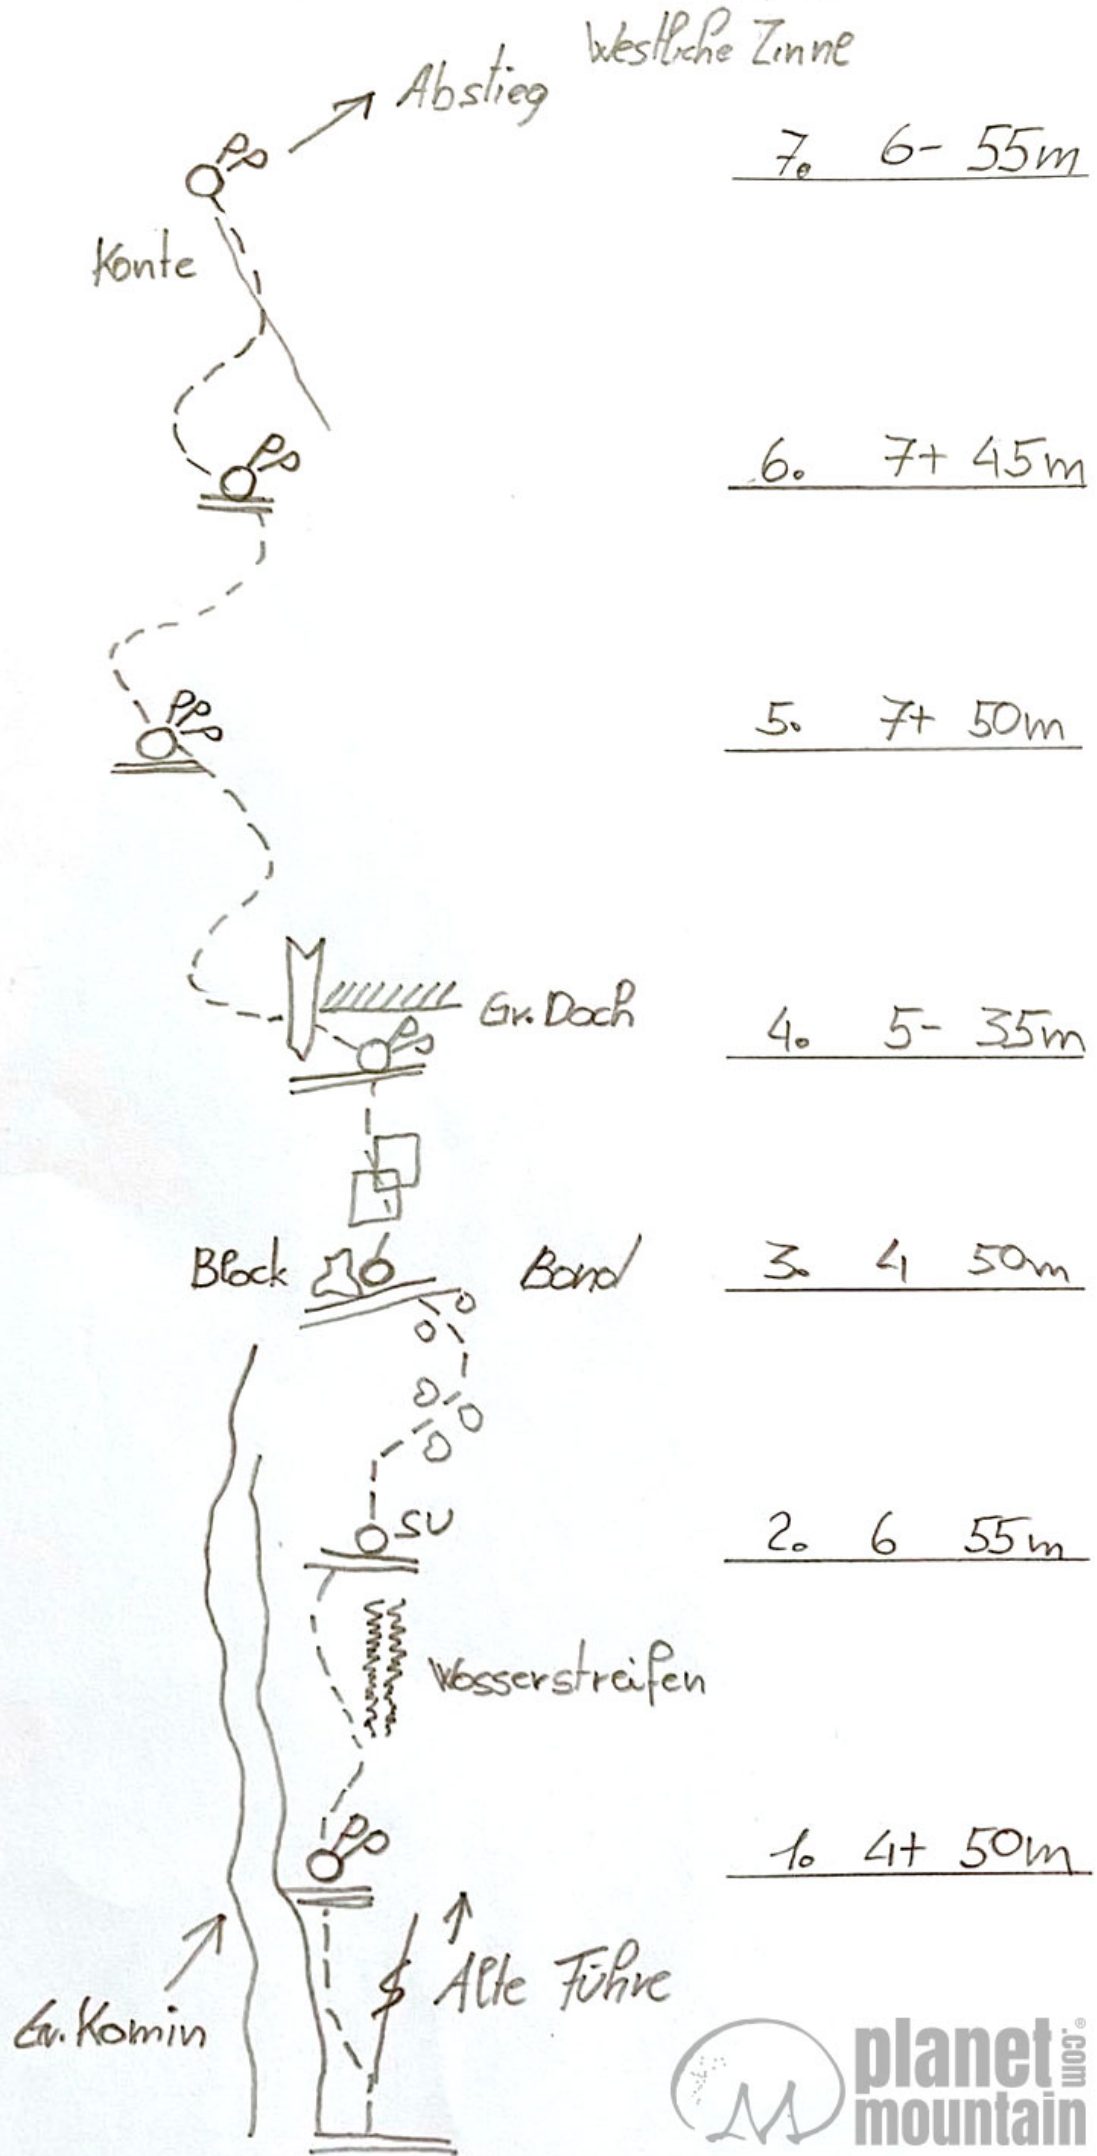 Westliche Zinne
Abstieg
7. 6- 55m
Kante
6. 7+ 45m
5. 7+ 50m
Gr. Dach
4. 5- 35m
Block
Band
3. 4 50m
SU
2. 6 55m
Wasserstreifen
1. 4+ 50m
Alte Führe
Gr. Kamin
planet
mountain
.com